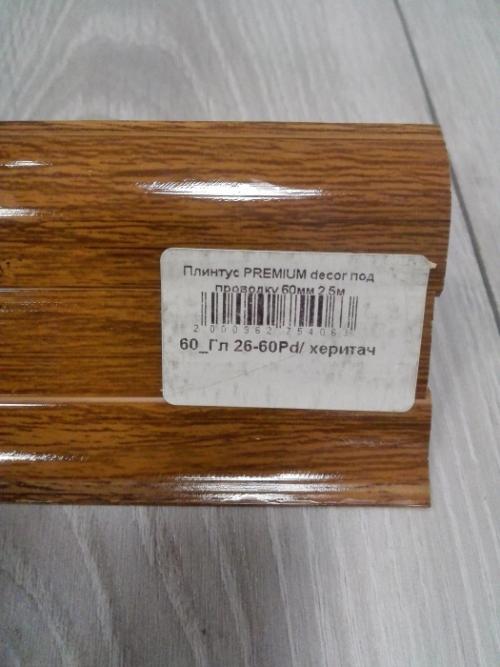 Плинтус PREMIUM decor под
проводку 60мм 2.5м
60_Гл 26-60Pd/ херитач